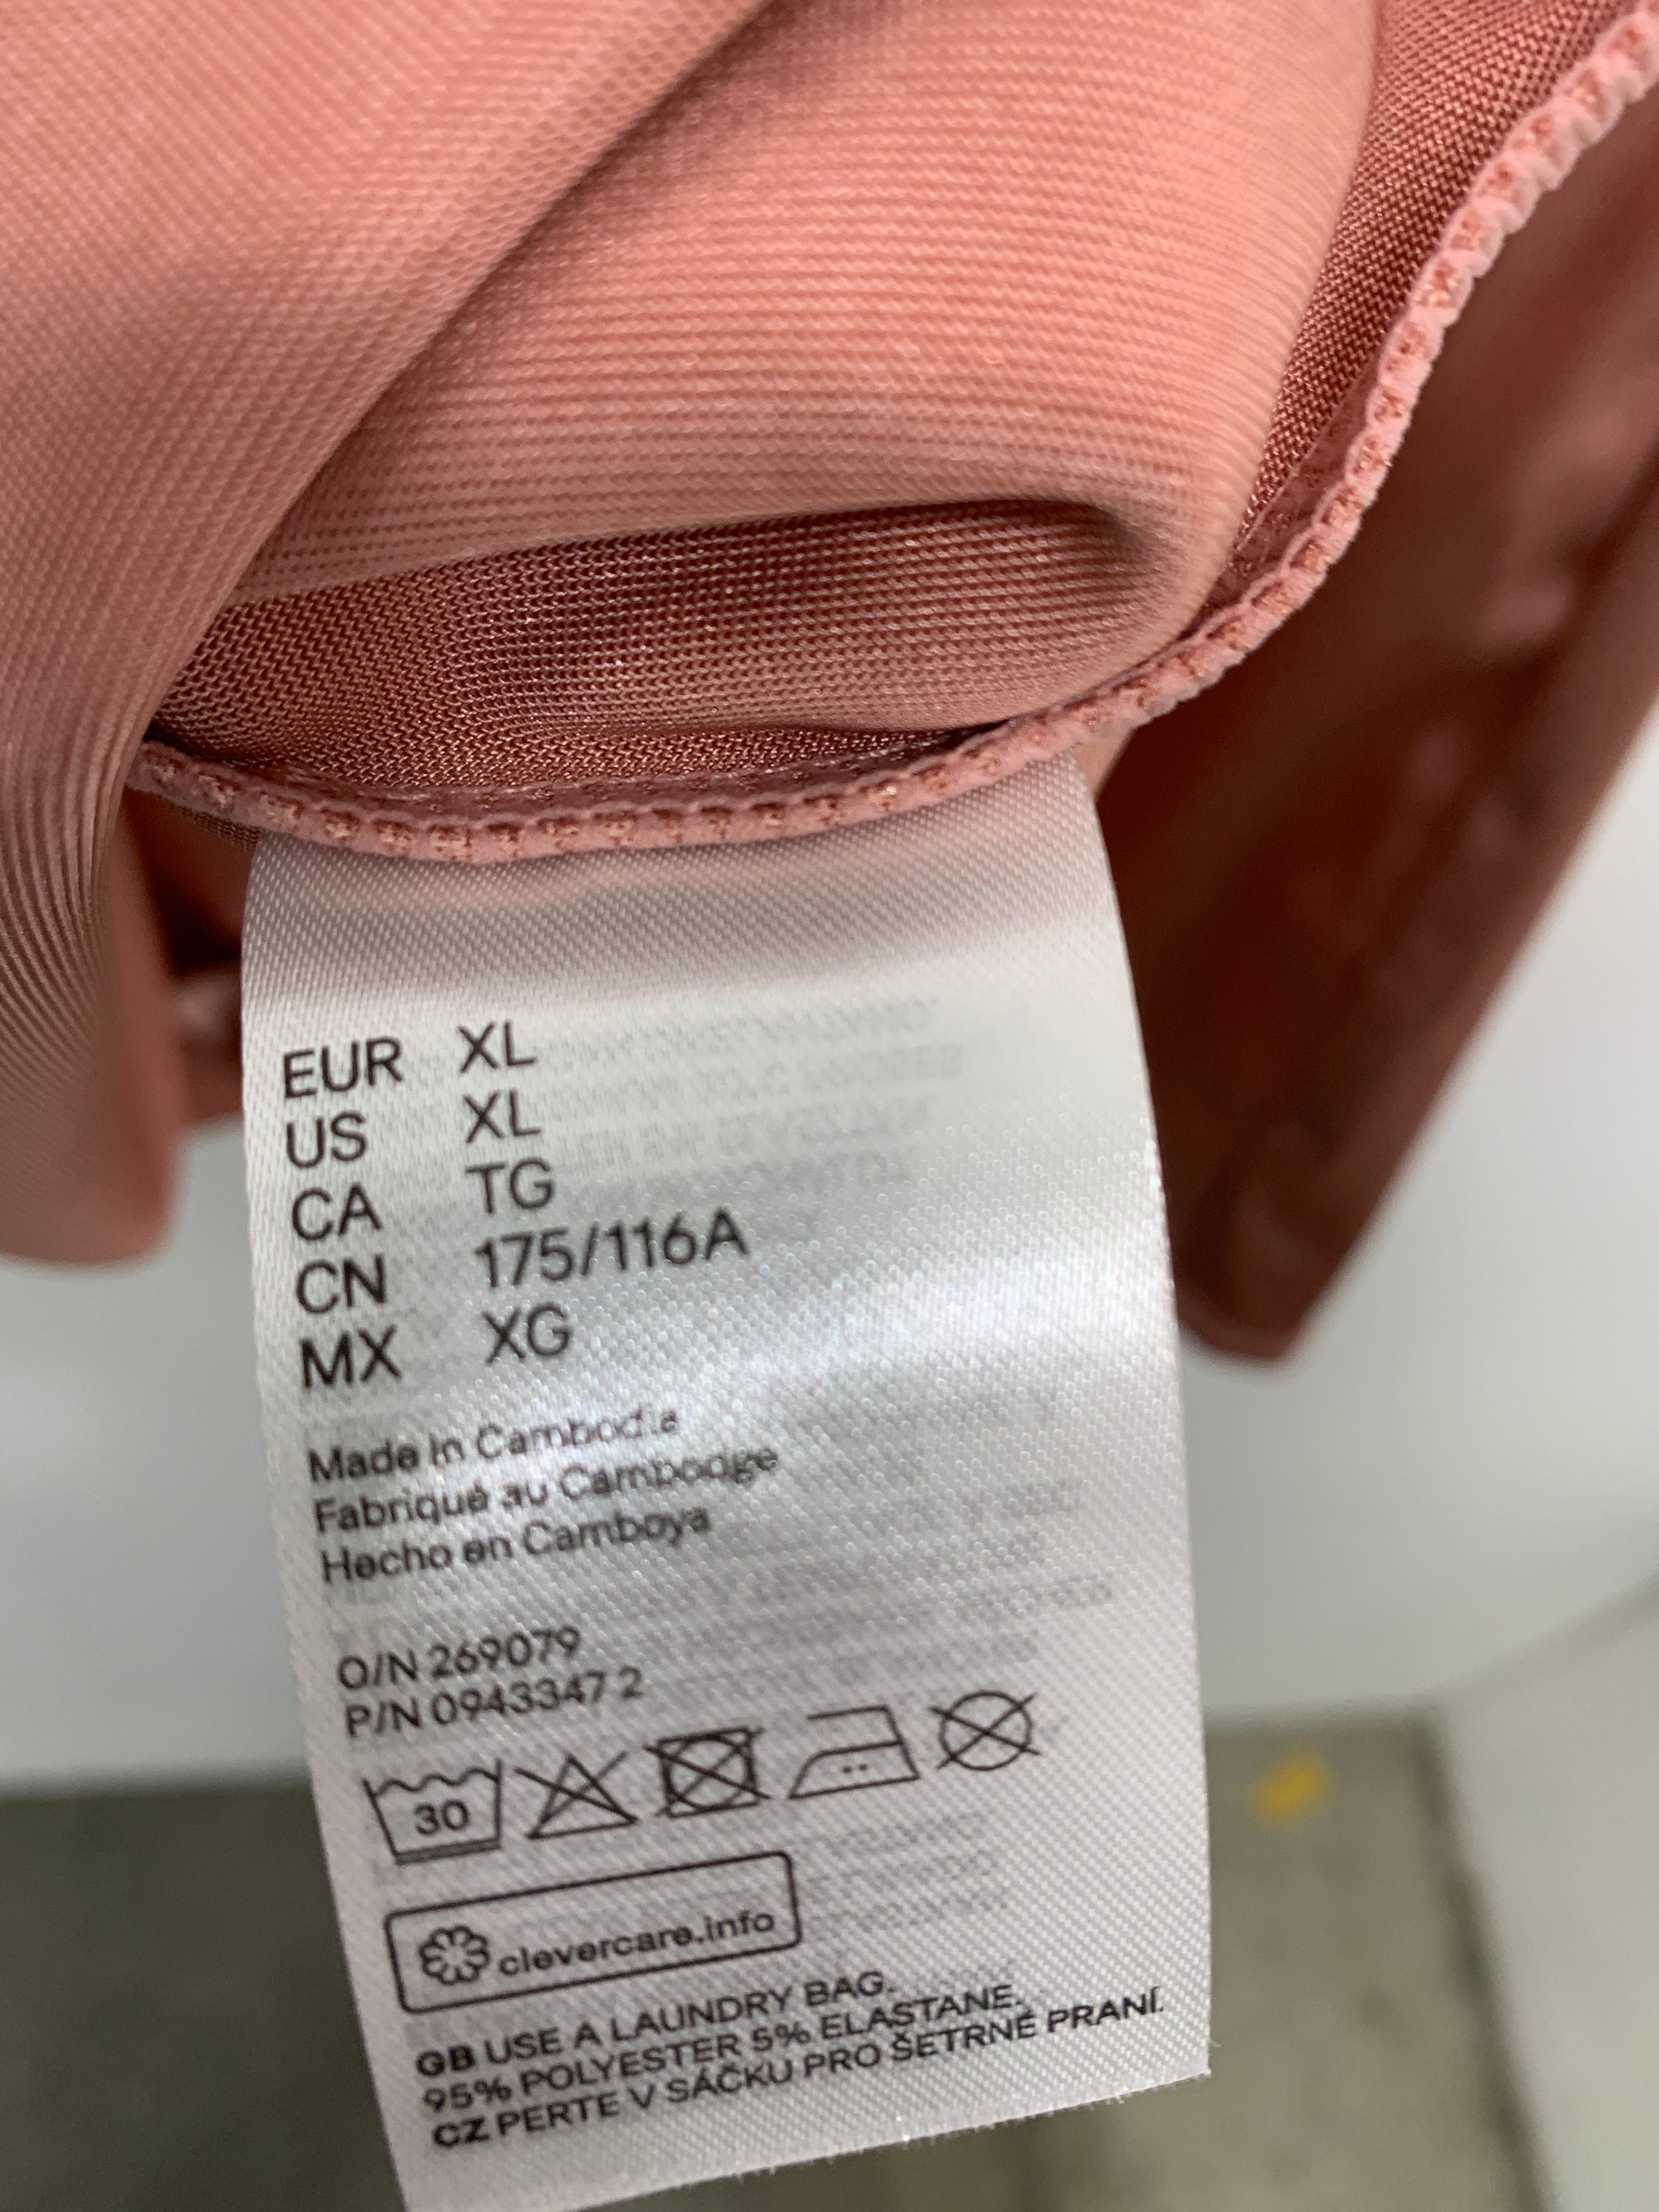 EUR XL
US XL
CA TG
CN 175/116A
MX XG
Made in Cambodia
Fabriqué au Cambodge
Hecho en Camboya
O/N 269079
P/N 0943347 2
30
clevercare.info
GB USE A LAUNDRY BAG.
95% POLYESTER 5% ELASTANE.
CZ PERTE V SÁČKU PRO ŠETRNÉ PRANÍ.